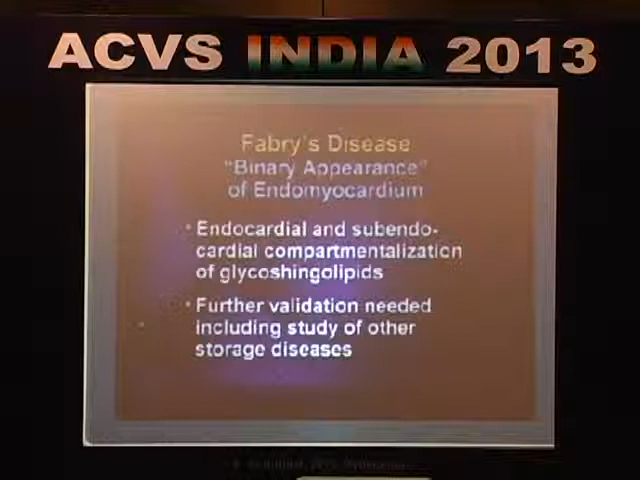 ACVS INDIA 2013
Fabry's Disease
"Binary Appearance"
of Endomyocardium
• Endocardial and subendo-
cardial compartmentalization
of glycoshingolipids
• Further validation needed
including study of other
storage diseases